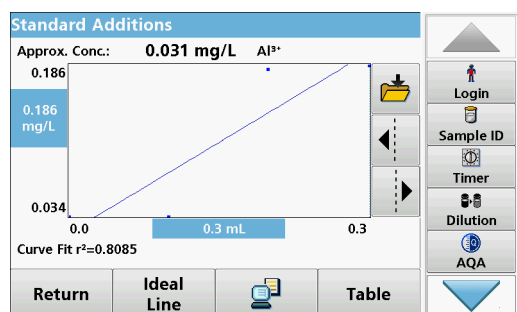 Standard Additions
Approx. Conc.: 0.031 mg/L Al³⁺
0.186
0.186
mg/L
0.034
0.0 0.3 mL 0.3
Curve Fit r²=0.8085
Return
Ideal
Line
Table
Login
Sample ID
Timer
Dilution
AQA